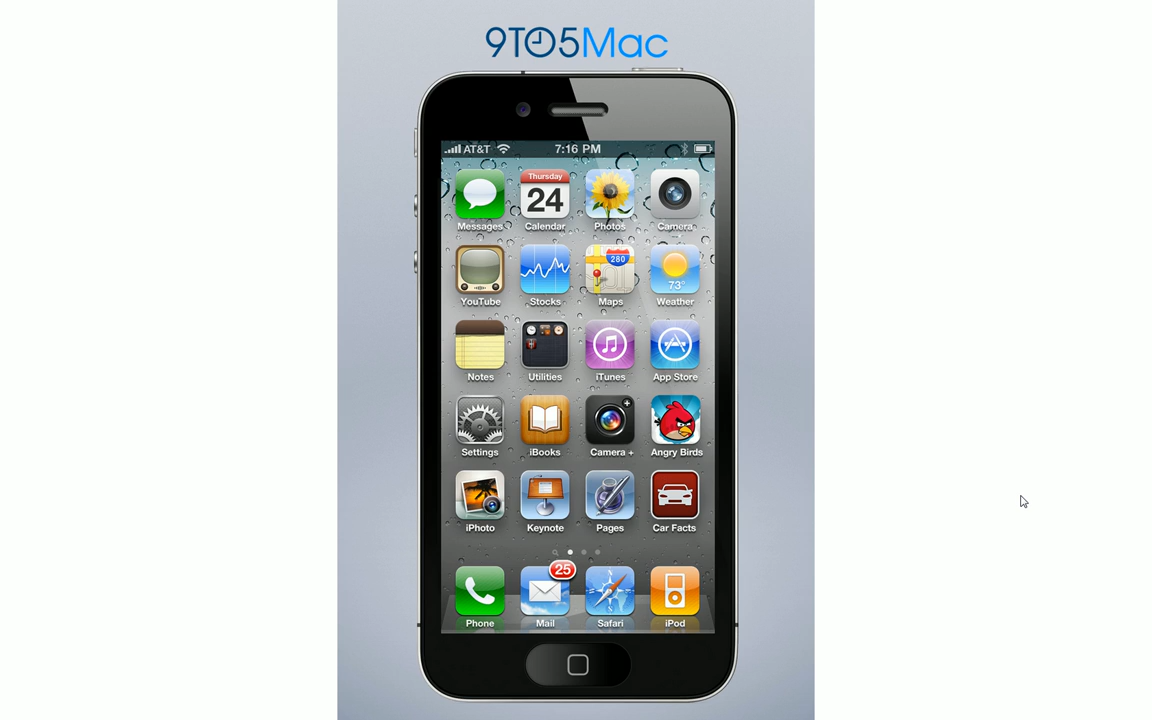 9TO5Mac
AT&T 7:16 PM
Thursday
24
280
73°
Messages Calendar Photos Camera
YouTube Stocks Maps Weather
Notes Utilities iTunes App Store
Settings iBooks Camera + Angry Birds
iPhoto Keynote Pages Car Facts
25
Phone Mail Safari iPod